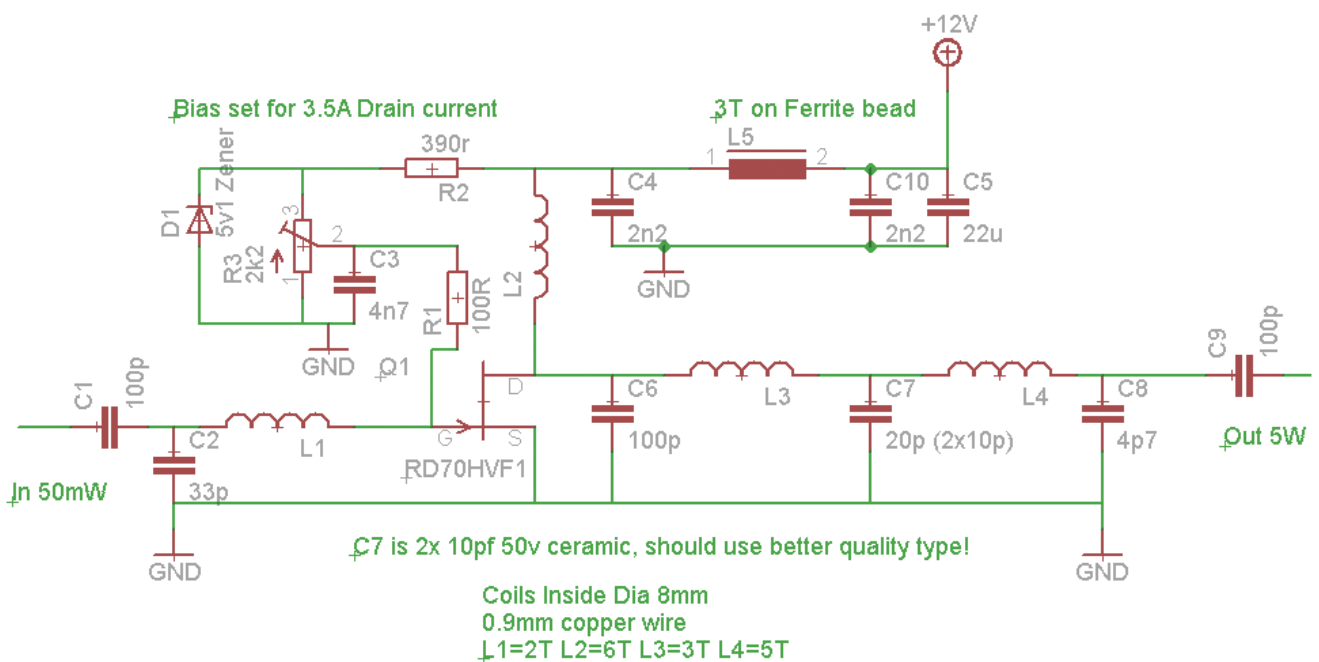 +12V
Bias set for 3.5A Drain current
3T on Ferrite bead
390r
R2
L5
1
2
D1
5v1 Zener
R3
2k2
3
2
1
C3
4n7
R1
100R
L2
C4
2n2
C10
2n2
C5
22u
GND
GND
Q1
C1
100p
C2
33p
L1
G
D
S
RD70HVF1
C6
100p
L3
C7
20p (2x10p)
L4
C8
4p7
C9
100p
In 50mW
Out 5W
GND
GND
C7 is 2x 10pf 50v ceramic, should use better quality type!
Coils Inside Dia 8mm
0.9mm copper wire
L1=2T L2=6T L3=3T L4=5T